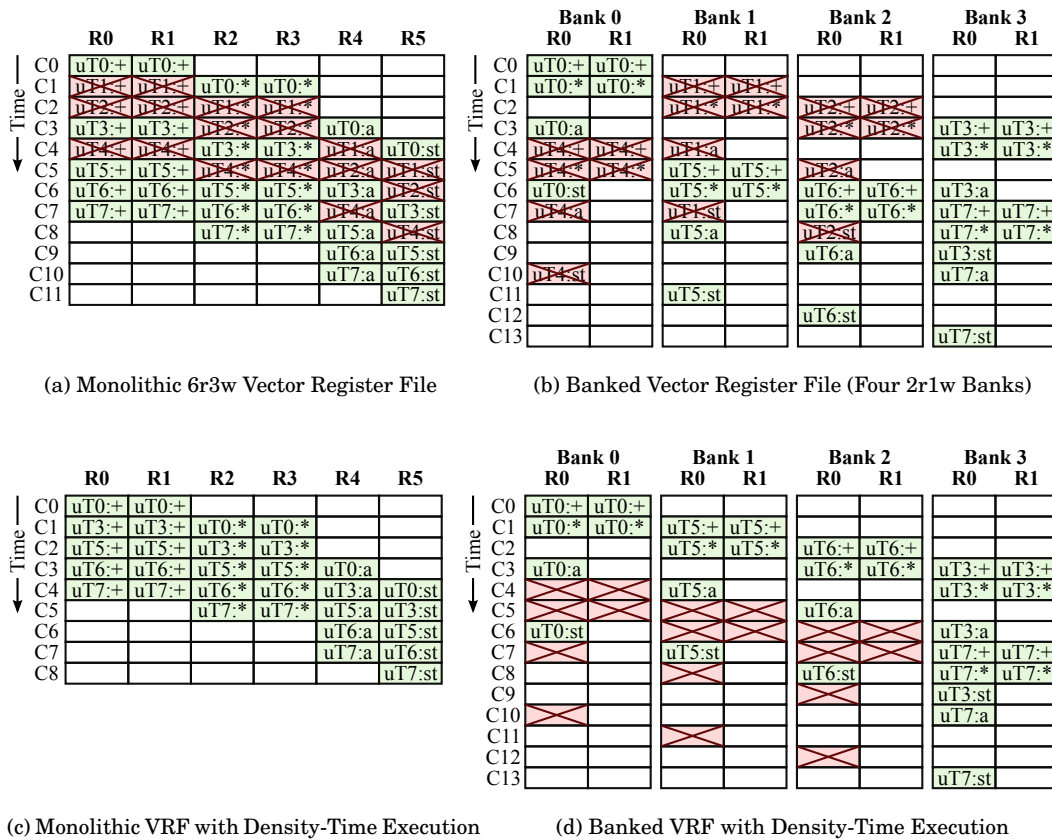 R0 R1 R2 R3 R4 R5
Time
C0 uT0:+ uT0:+
C1 uT1:+ uT1:+ uT0:* uT0:*
C2 uT2:+ uT2:+ uT1:* uT1:*
C3 uT3:+ uT3:+ uT2:* uT2:* uT0:a
C4 uT4:+ uT4:+ uT3:* uT3:* uT1:a uT0:st
C5 uT5:+ uT5:+ uT4:* uT4:* uT2:a uT1:st
C6 uT6:+ uT6:+ uT5:* uT5:* uT3:a uT2:st
C7 uT7:+ uT7:+ uT6:* uT6:* uT4:a uT3:st
C8 uT7:* uT7:* uT5:a uT4:st
C9 uT6:a uT5:st
C10 uT7:a uT6:st
C11 uT7:st
(a) Monolithic 6r3w Vector Register File
Bank 0 Bank 1 Bank 2 Bank 3
R0 R1 R0 R1 R0 R1 R0 R1
Time
C0 uT0:+ uT0:+
C1 uT0:* uT0:* uT1:+ uT1:+
C2 uT1:* uT1:* uT2:+ uT2:+
C3 uT0:a uT2:* uT2:* uT3:+ uT3:+
C4 uT4:+ uT4:+ uT1:a uT3:* uT3:*
C5 uT4:* uT4:* uT5:+ uT5:+ uT2:a
C6 uT0:st uT5:* uT5:* uT6:+ uT6:+ uT3:a
C7 uT4:a uT1:st uT6:* uT6:* uT7:+ uT7:+
C8 uT5:a uT2:st uT7:* uT7:*
C9 uT6:a uT3:st
C10 uT4:st uT7:a
C11 uT5:st
C12 uT6:st
C13 uT7:st
(b) Banked Vector Register File (Four 2r1w Banks)
R0 R1 R2 R3 R4 R5
Time
C0 uT0:+ uT0:+
C1 uT3:+ uT3:+ uT0:* uT0:*
C2 uT5:+ uT5:+ uT3:* uT3:*
C3 uT6:+ uT6:+ uT5:* uT5:* uT0:a
C4 uT7:+ uT7:+ uT6:* uT6:* uT3:a uT0:st
C5 uT7:* uT7:* uT5:a uT3:st
C6 uT6:a uT5:st
C7 uT7:a uT6:st
C8 uT7:st
(c) Monolithic VRF with Density-Time Execution
Bank 0 Bank 1 Bank 2 Bank 3
R0 R1 R0 R1 R0 R1 R0 R1
Time
C0 uT0:+ uT0:+
C1 uT0:* uT0:* uT5:+ uT5:+
C2 uT5:* uT5:* uT6:+ uT6:+
C3 uT0:a uT6:* uT6:* uT3:+ uT3:+
C4 uT5:a uT3:* uT3:*
C5 uT6:a
C6 uT0:st uT3:a
C7 uT5:st uT7:+ uT7:+
C8 uT6:st uT7:* uT7:*
C9 uT3:st
C10 uT7:a
C11
C12
C13 uT7:st
(d) Banked VRF with Density-Time Execution